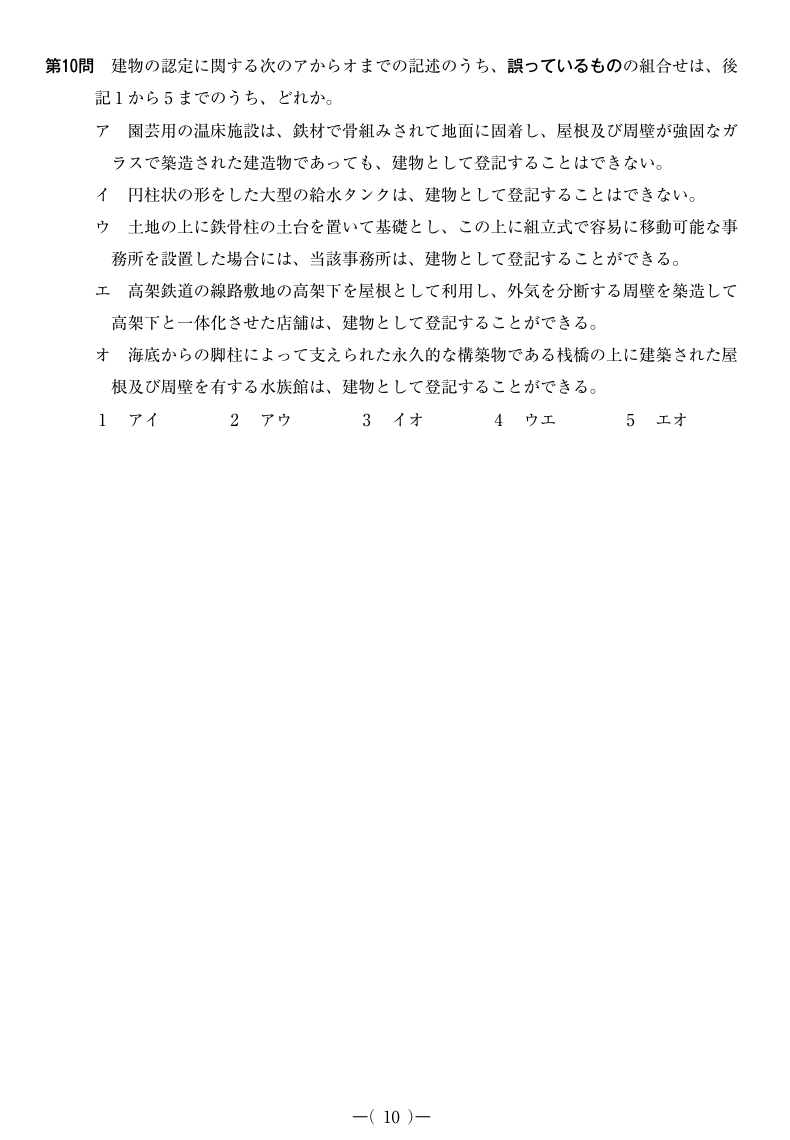 第10問　建物の認定に関する次のアからオまでの記述のうち、誤っているものの組合せは、後
記１から５までのうち、どれか。
ア　園芸用の温床施設は、鉄材で骨組みされて地面に固着し、屋根及び周壁が強固なガ
ラスで築造された建造物であっても、建物として登記することはできない。
イ　円柱状の形をした大型の給水タンクは、建物として登記することはできない。
ウ　土地の上に鉄骨柱の土台を置いて基礎とし、この上に組立式で容易に移動可能な事
務所を設置した場合には、当該事務所は、建物として登記することができる。
エ　高架鉄道の線路敷地の高架下を屋根として利用し、外気を分断する周壁を築造して
高架下と一体化させた店舗は、建物として登記することができる。
オ　海底からの脚柱によって支えられた永久的な構築物である桟橋の上に建築された屋
根及び周壁を有する水族館は、建物として登記することができる。
１　アイ　　　２　アウ　　　３　イオ　　　４　ウエ　　　５　エオ
―( 10 )―